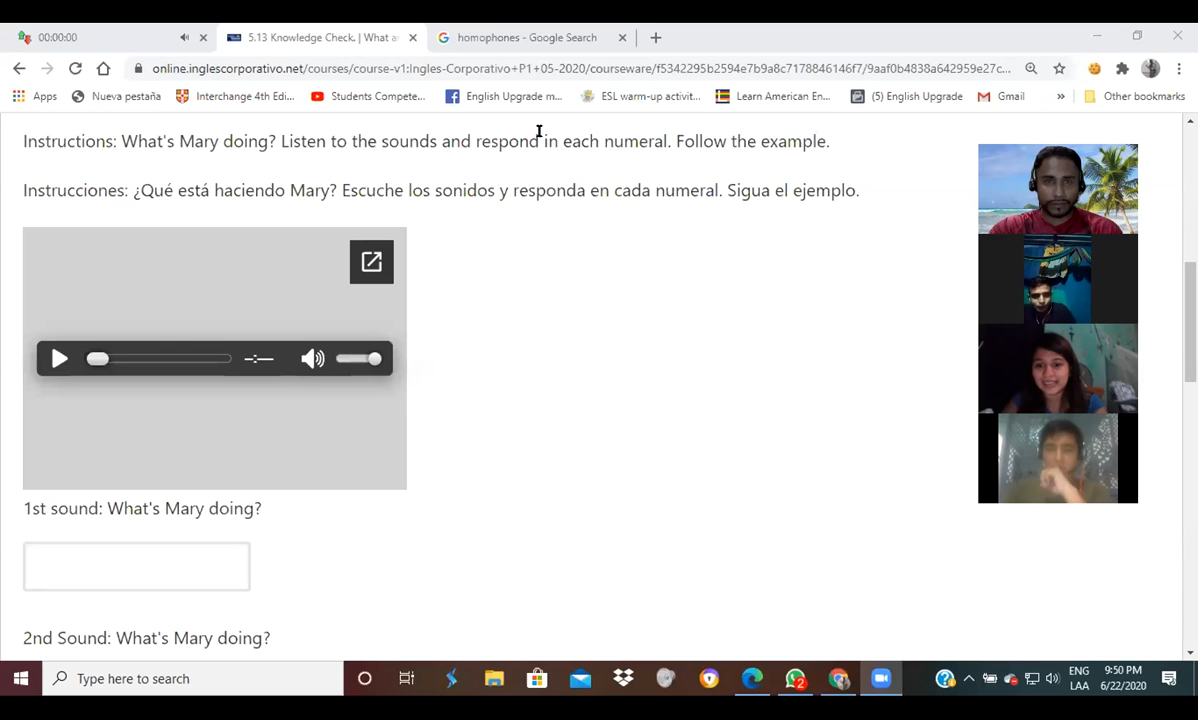 00:00:00
5.13 Knowledge Check. | What a
homophones - Google Search
online.inglescorporativo.net/courses/course-v1:Ingles-Corporativo+P1+05-2020/courseware/f5342295b2594e7b9a8c7178846146f7/9aaf0b4838a642959e27c...
Apps
Nueva pestaña
Interchange 4th Edi...
Students Compete...
English Upgrade m...
ESL warm-up activit...
Learn American En...
(5) English Upgrade
Gmail
»
Other bookmarks
Instructions: What's Mary doing? Listen to the sounds and respond in each numeral. Follow the example.
Instrucciones: ¿Qué está haciendo Mary? Escuche los sonidos y responda en cada numeral. Sigua el ejemplo.
-:--
1st sound: What's Mary doing?
2nd Sound: What's Mary doing?
Type here to search
2
ENG
LAA
9:50 PM
6/22/2020